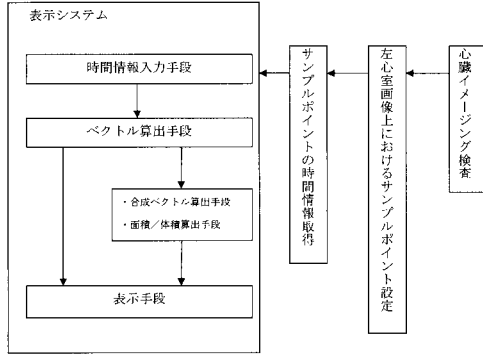 表示システム
時間情報入力手段
ベクトル算出手段
・合成ベクトル算出手段
・面積／体積算出手段
表示手段
サンプルポイントの時間情報取得
左心室画像上におけるサンプルポイント設定
心臓イメージング検査